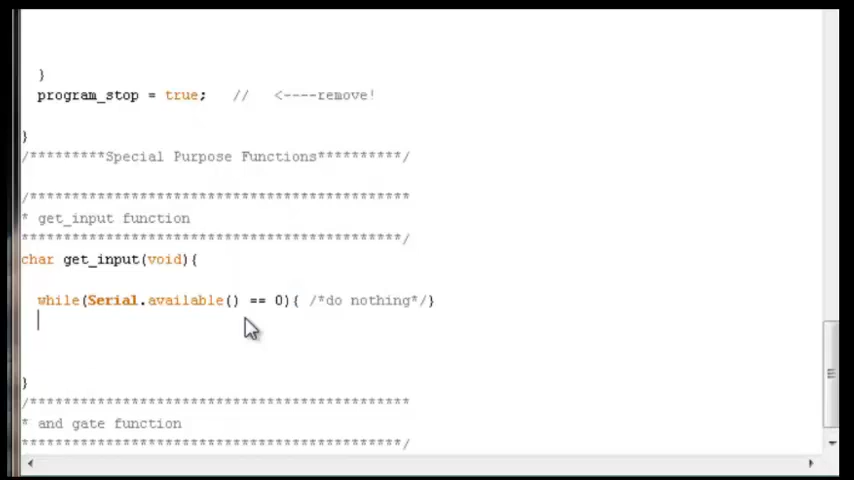 }
program_stop = true;   //   <----remove!
}
/*********Special Purpose Functions**********/
/*********************************************
* get_input function
*********************************************/
char get_input(void){
while(Serial.available() == 0){ /*do nothing*/}
}
/*********************************************
* and gate function
*********************************************/